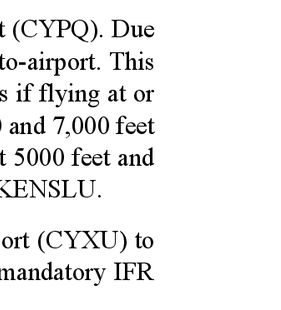 t (CYPQ). Due
to-airport. This
s if flying at or
0 and 7,000 feet
t 5000 feet and
KENSLU.
ort (CYXU) to
mandatory IFR